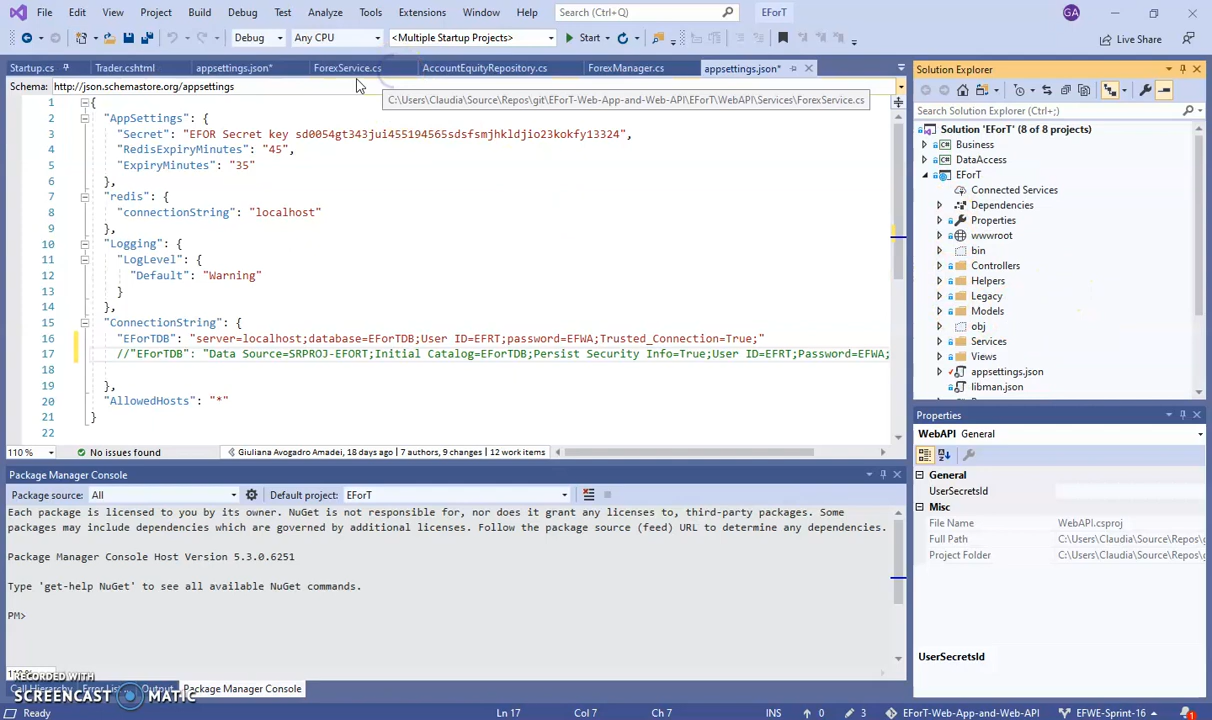 File Edit View Project Build Debug Test Analyze Tools Extensions Window Help Search (Ctrl+Q) EForT GA
Debug Any CPU <Multiple Startup Projects> Start Live Share
Startup.cs Trader.cshtml appsettings.json* ForexService.cs AccountEquityRepository.cs ForexManager.cs appsettings.json*
Schema: http://json.schemastore.org/appsettings
C:\Users\Claudia\Source\Repos\git\EForT-Web-App-and-Web-API\EForT\WebAPI\Services\ForexService.cs
1 {
2 "AppSettings": {
3 "Secret": "EFOR Secret key sd0054gt343jui455194565sdsfsmjhkldjio23kokfy13324",
4 "RedisExpiryMinutes": "45",
5 "ExpiryMinutes": "35"
6 },
7 "redis": {
8 "connectionString": "localhost"
9 },
10 "Logging": {
11 "LogLevel": {
12 "Default": "Warning"
13 }
14 },
15 "ConnectionString": {
16 "EForTDB": "server=localhost;database=EForTDB;User ID=EFRT;password=EFWA;Trusted_Connection=True;"
17 //"EForTDB": "Data Source=SRPROJ-EFORT;Initial Catalog=EForTDB;Persist Security Info=True;User ID=EFRT;Password=EFWA;
18
19 },
20 "AllowedHosts": "*"
21 }
22
110 % No issues found Giuliana Avogadro Amadei, 18 days ago | 7 authors, 9 changes | 12 work items
Package Manager Console
Package source: All Default project: EForT
Each package is licensed to you by its owner. NuGet is not responsible for, nor does it grant any licenses to, third-party packages. Some
packages may include dependencies which are governed by additional licenses. Follow the package source (feed) URL to determine any dependencies.
Package Manager Console Host Version 5.3.0.6251
Type 'get-help NuGet' to see all available NuGet commands.
PM>
RECORDED WITH
SCREENCAST MATIC
Call Hierarchy Output Package Manager Console
Ready Ln 17 Col 7 Ch 7 INS 0 3 EForT-Web-App-and-Web-API EFWE-Sprint-16 1
Solution Explorer
Search Solution Explorer (Ctrl+;)
Solution 'EForT' (8 of 8 projects)
Business
DataAccess
EForT
Connected Services
Dependencies
Properties
wwwroot
bin
Controllers
Helpers
Legacy
Models
obj
Services
Views
appsettings.json
libman.json
Properties
WebAPI General
General
UserSecretsId
Misc
File Name WebAPI.csproj
Full Path C:\Users\Claudia\Source\Repos\g
Project Folder C:\Users\Claudia\Source\Repos\g
UserSecretsId